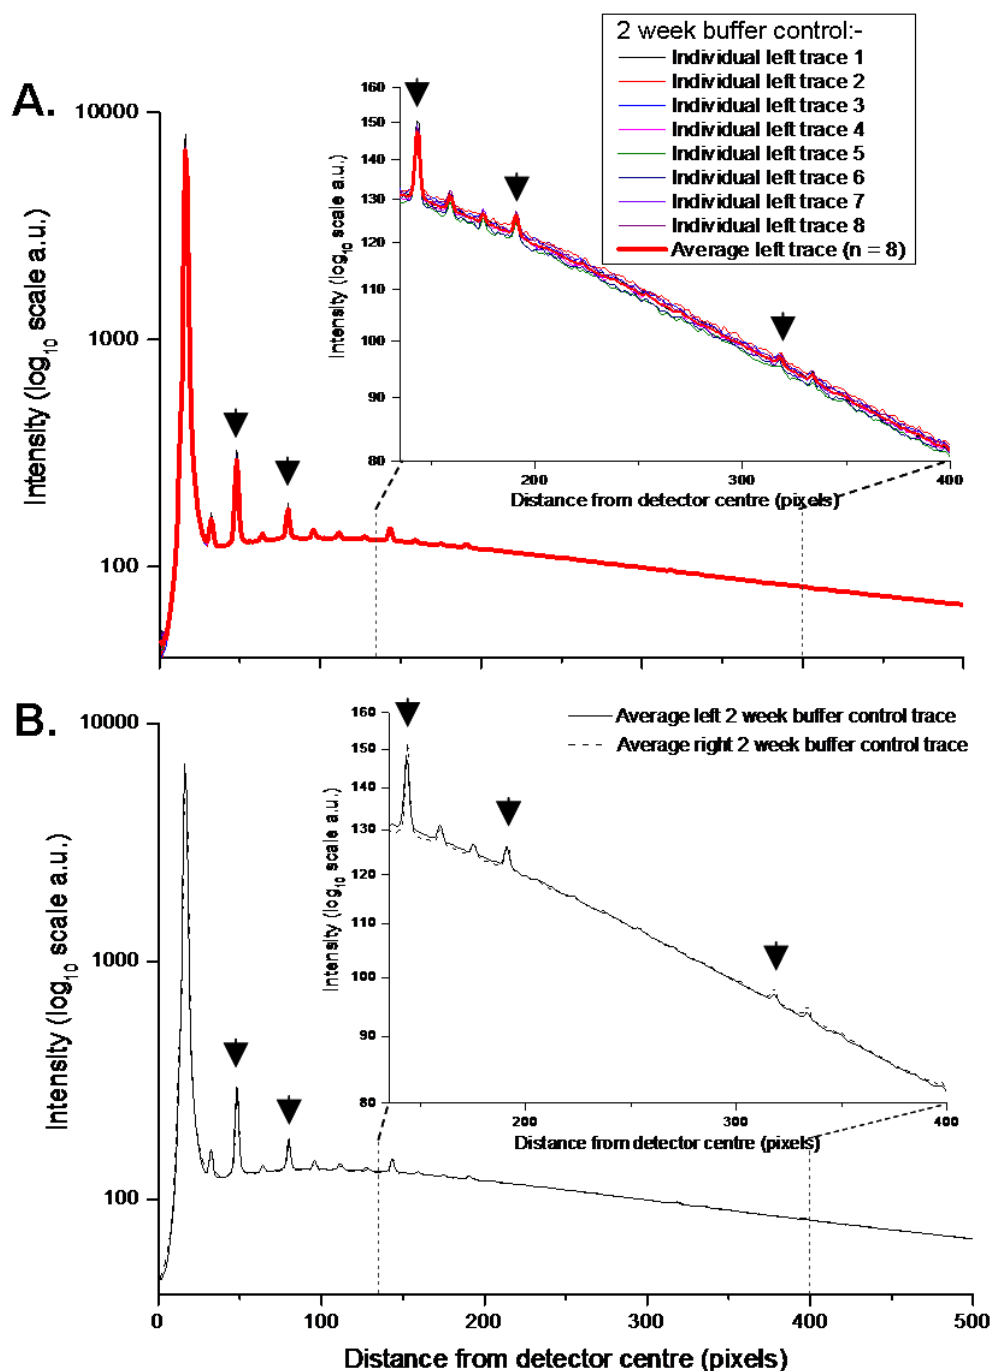 A.
2 week buffer control:-
Individual left trace 1
Individual left trace 2
Individual left trace 3
Individual left trace 4
Individual left trace 5
Individual left trace 6
Individual left trace 7
Individual left trace 8
Average left trace (n = 8)
10000
1000
100
Intensity (log10 scale a.u.)
160
150
140
130
120
110
100
90
80
Intensity (log10 scale a.u.)
200
300
400
Distance from detector centre (pixels)
B.
Average left 2 week buffer control trace
Average right 2 week buffer control trace
10000
1000
100
Intensity (log10 scale a.u.)
160
150
140
130
120
110
100
90
80
Intensity (log10 scale a.u.)
200
300
400
Distance from detector centre (pixels)
0
100
200
300
400
500
Distance from detector centre (pixels)